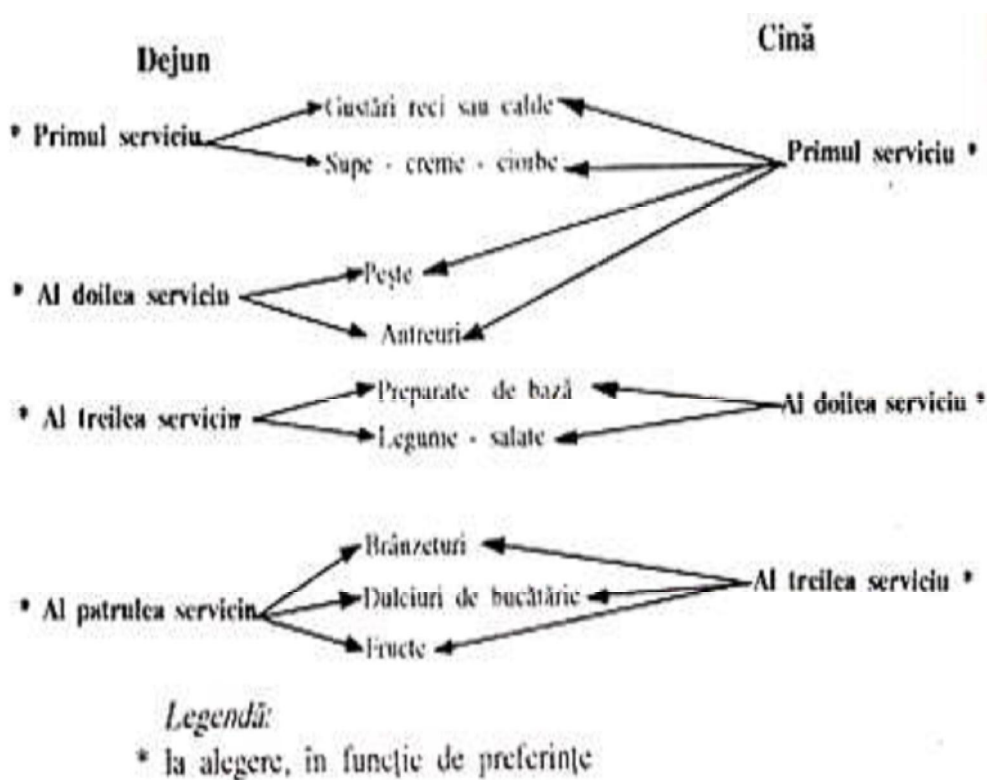 Dejun
Cină
* Primul serviciu
Gustări reci sau calde
Supe - creme - ciorbe
Primul serviciu *
* Al doilea serviciu
Pește
Antreuri
* Al treilea serviciu
Preparate de bază
Legume - salate
Al doilea serviciu *
* Al patrulea serviciu
Brânzeturi
Dulciuri de bucătărie
Fructe
Al treilea serviciu *
Legendă:
* la alegere, în funcție de preferințe